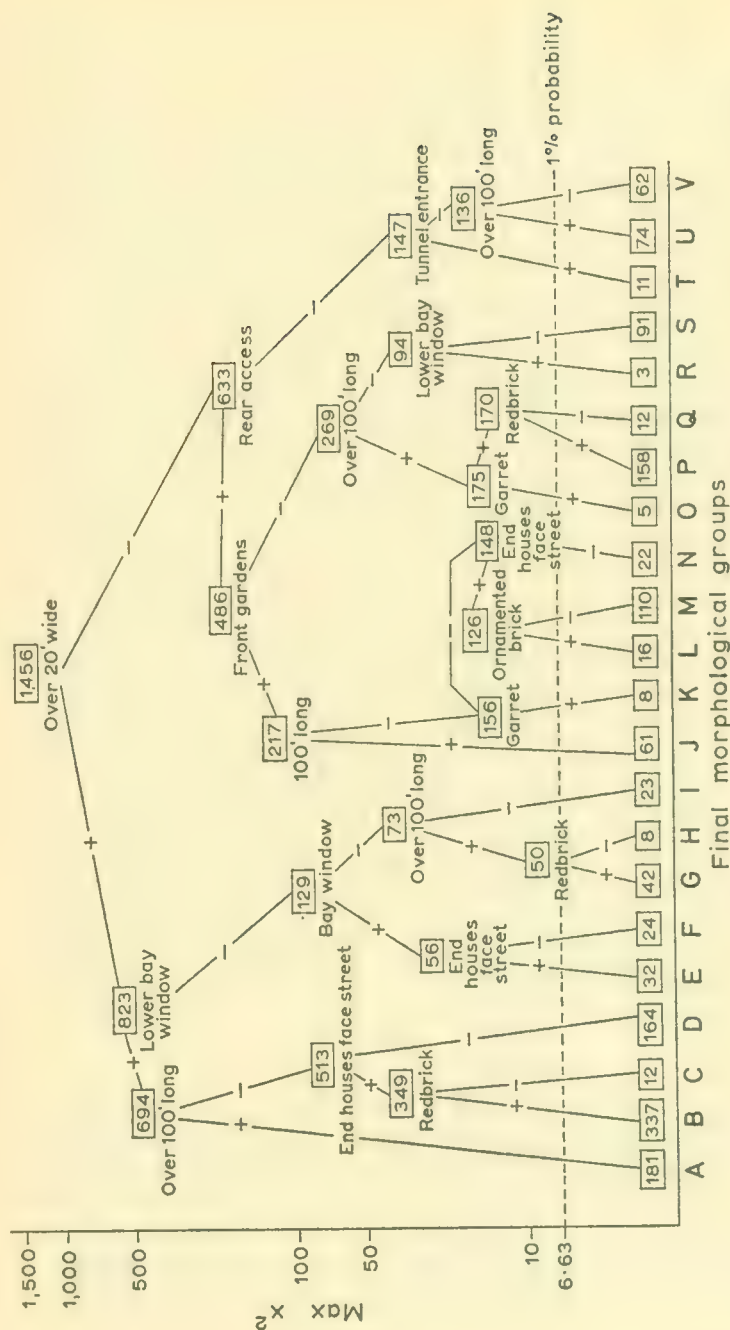 1,500
1,000
500
100
50
10
6·63
Max x²
1456
Over 20' wide
+
−
823
Lower bay
window
+
−
633
Rear access
+
−
694
Over 100' long
+
−
486
Front gardens
+
−
513
End houses face street
+
−
129
Bay window
+
−
217
100' long
+
−
269
Over 100' long
+
−
147
Tunnel entrance
+
−
349
Redbrick
+
−
56
End
houses
face
street
+
−
73
Over 100' long
+
−
50
Redbrick
+
−
156
Garret
+
−
148
End
houses
face
street
+
−
126
Ornamented
brick
+
−
175
Garret
+
+
170
Redbrick
+
−
94
Lower bay
window
+
−
136
Over 100' long
+
−
1% probability
181 337 12 164 32 24 42 8 23 61 8 16 110 22 5 158 12 3 91 11 74 62
A B C D E F G H I J K L M N O P Q R S T U V
Final morphological groups